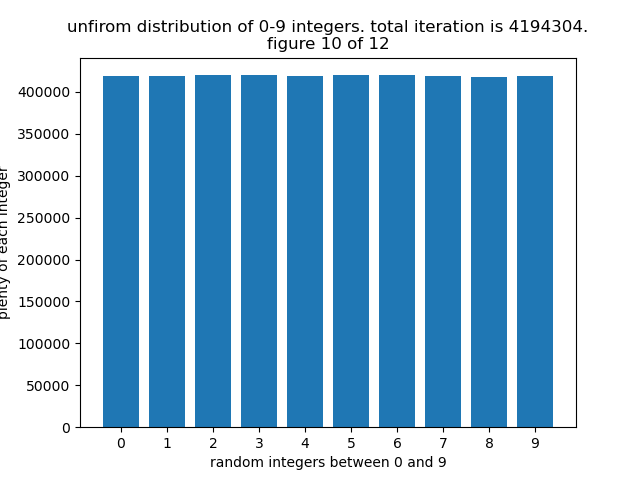 unfirom distribution of 0-9 integers. total iteration is 4194304.
figure 10 of 12
400000
350000
300000
250000
200000
150000
100000
50000
0
plenty of each integer
0 1 2 3 4 5 6 7 8 9
random integers between 0 and 9